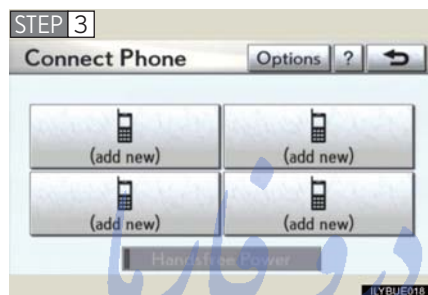 STEP 3
Connect Phone Options ?
(add new) (add new)
(add new) (add new)
Handsfree Power
ILYBUE018